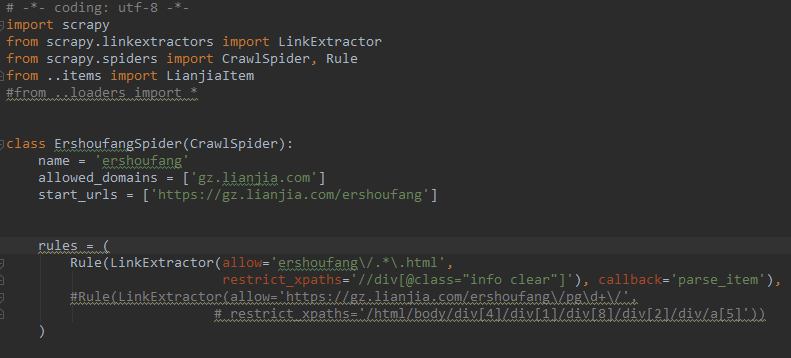 # -*- coding: utf-8 -*-
import scrapy
from scrapy.linkextractors import LinkExtractor
from scrapy.spiders import CrawlSpider, Rule
from ..items import LianjiaItem
#from ..loaders import *
class ErshoufangSpider(CrawlSpider):
    name = 'ershoufang'
    allowed_domains = ['gz.lianjia.com']
    start_urls = ['https://gz.lianjia.com/ershoufang']
    rules = (
        Rule(LinkExtractor(allow='ershoufang\/.*\.html',
                           restrict_xpaths='//div[@class="info clear"]'), callback='parse_item'),
        #Rule(LinkExtractor(allow='https://gz.lianjia.com/ershoufang\/pg\d+\/',
                          # restrict_xpaths='/html/body/div[4]/div[1]/div[8]/div[2]/div/a[5]'))
    )